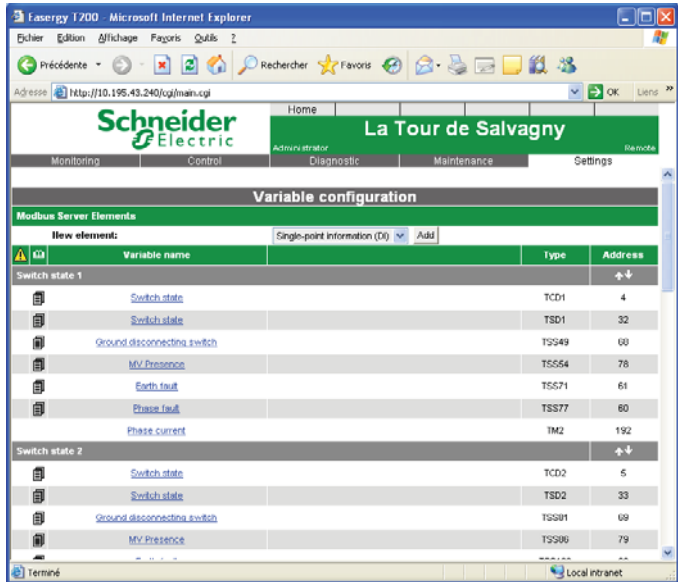 Easergy T200 - Microsoft Internet Explorer
Fichier Edition Affichage Favoris Outils ?
Précédente Rechercher Favoris
Adresse http://10.195.43.240/cgi/main.cgi OK Liens »
Schneider Electric
Home
La Tour de Salvagny
Administrator Remote
Monitoring Control Diagnostic Maintenance Settings
Variable configuration
Modbus Server Elements
New element: Single-point information (DI) Add
Variable name Type Address
Switch state 1
Switch state TCD1 4
Switch state TSD1 32
Ground disconnecting switch TSS49 68
MV Presence TSS54 78
Earth fault TSS71 61
Phase fault TSS77 60
Phase current TM2 192
Switch state 2
Switch state TCD2 5
Switch state TSD2 33
Ground disconnecting switch TSS81 69
MV Presence TSS86 79
Terminé Local intranet